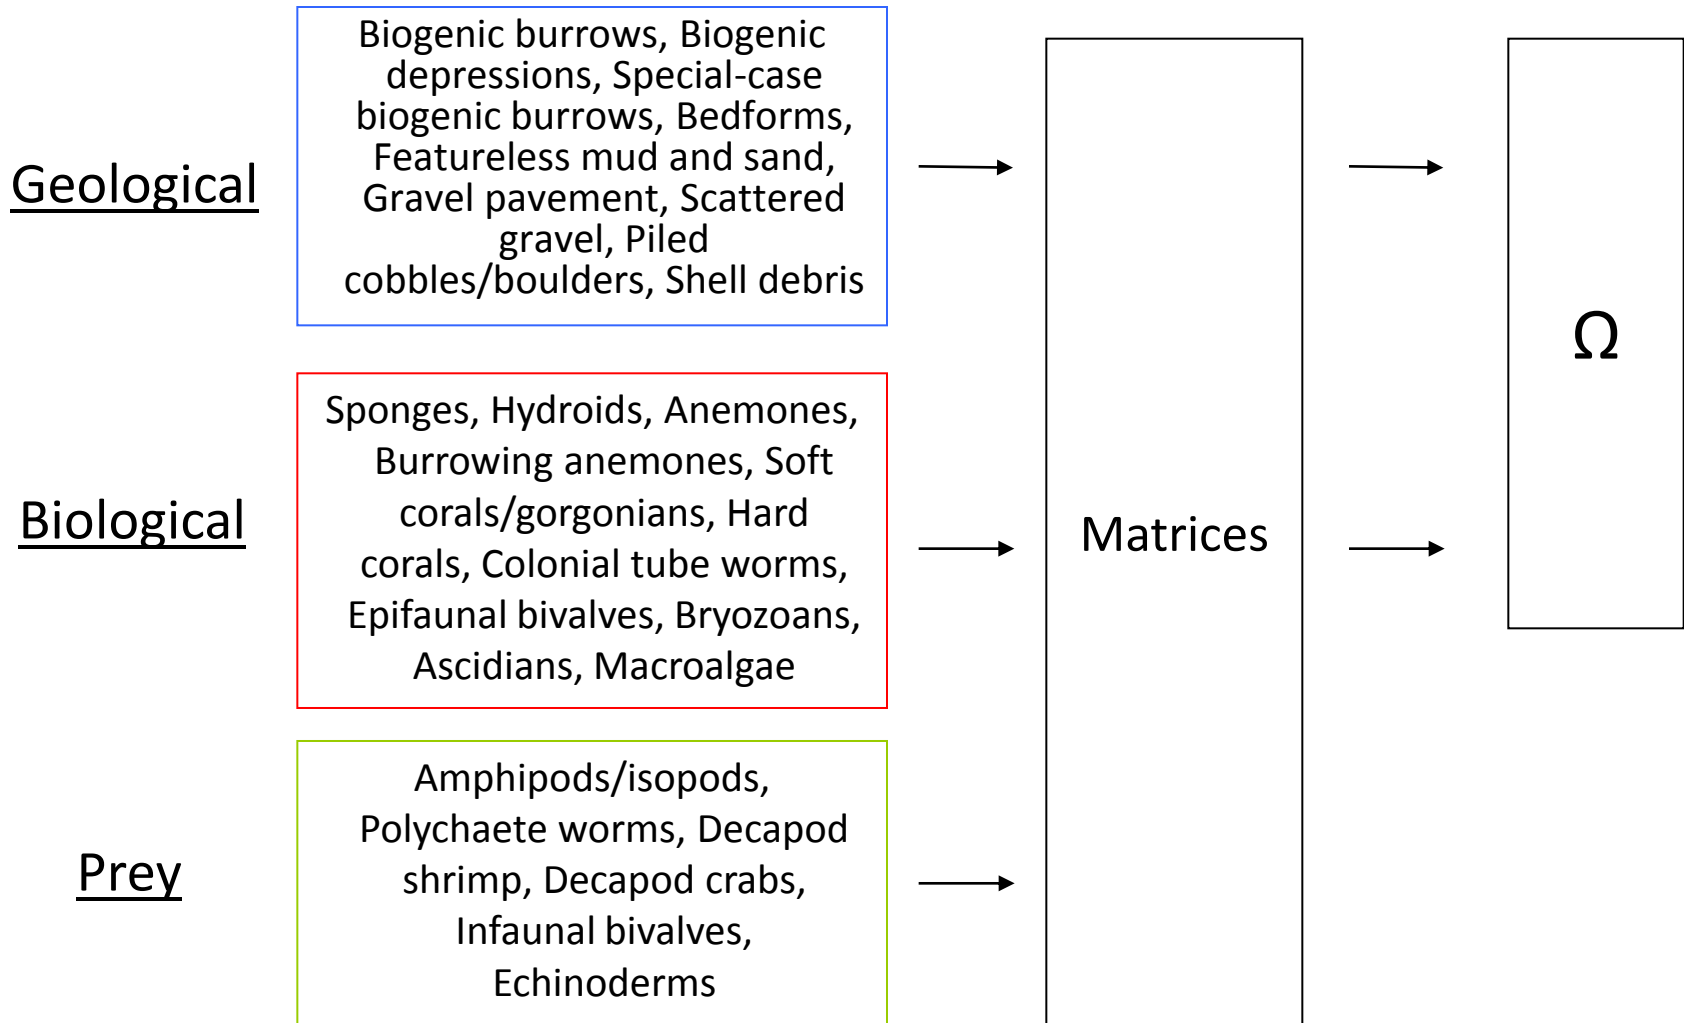 Geological
Biogenic burrows, Biogenic
depressions, Special-case
biogenic burrows, Bedforms,
Featureless mud and sand,
Gravel pavement, Scattered
gravel, Piled
cobbles/boulders, Shell debris
Biological
Sponges, Hydroids, Anemones,
Burrowing anemones, Soft
corals/gorgonians, Hard
corals, Colonial tube worms,
Epifaunal bivalves, Bryozoans,
Ascidians, Macroalgae
Prey
Amphipods/isopods,
Polychaete worms, Decapod
shrimp, Decapod crabs,
Infaunal bivalves,
Echinoderms
Matrices
Ω